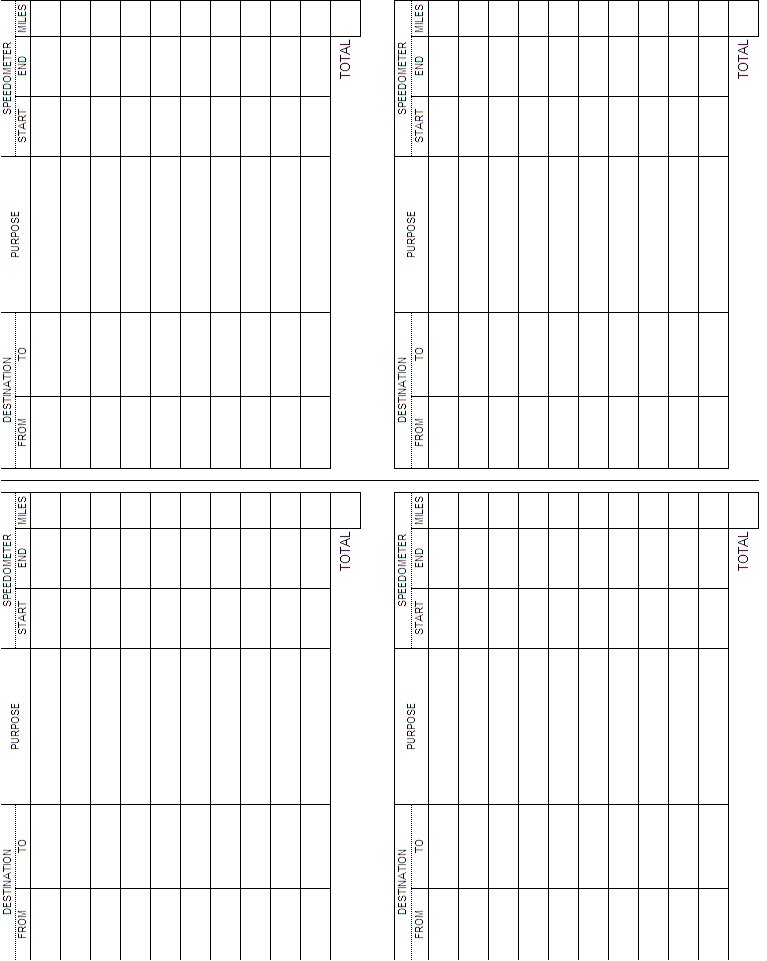 DESTINATION PURPOSE SPEEDOMETER
FROM TO START END MILES
TOTAL
DESTINATION PURPOSE SPEEDOMETER
FROM TO START END MILES
TOTAL
DESTINATION PURPOSE SPEEDOMETER
FROM TO START END MILES
TOTAL
DESTINATION PURPOSE SPEEDOMETER
FROM TO START END MILES
TOTAL